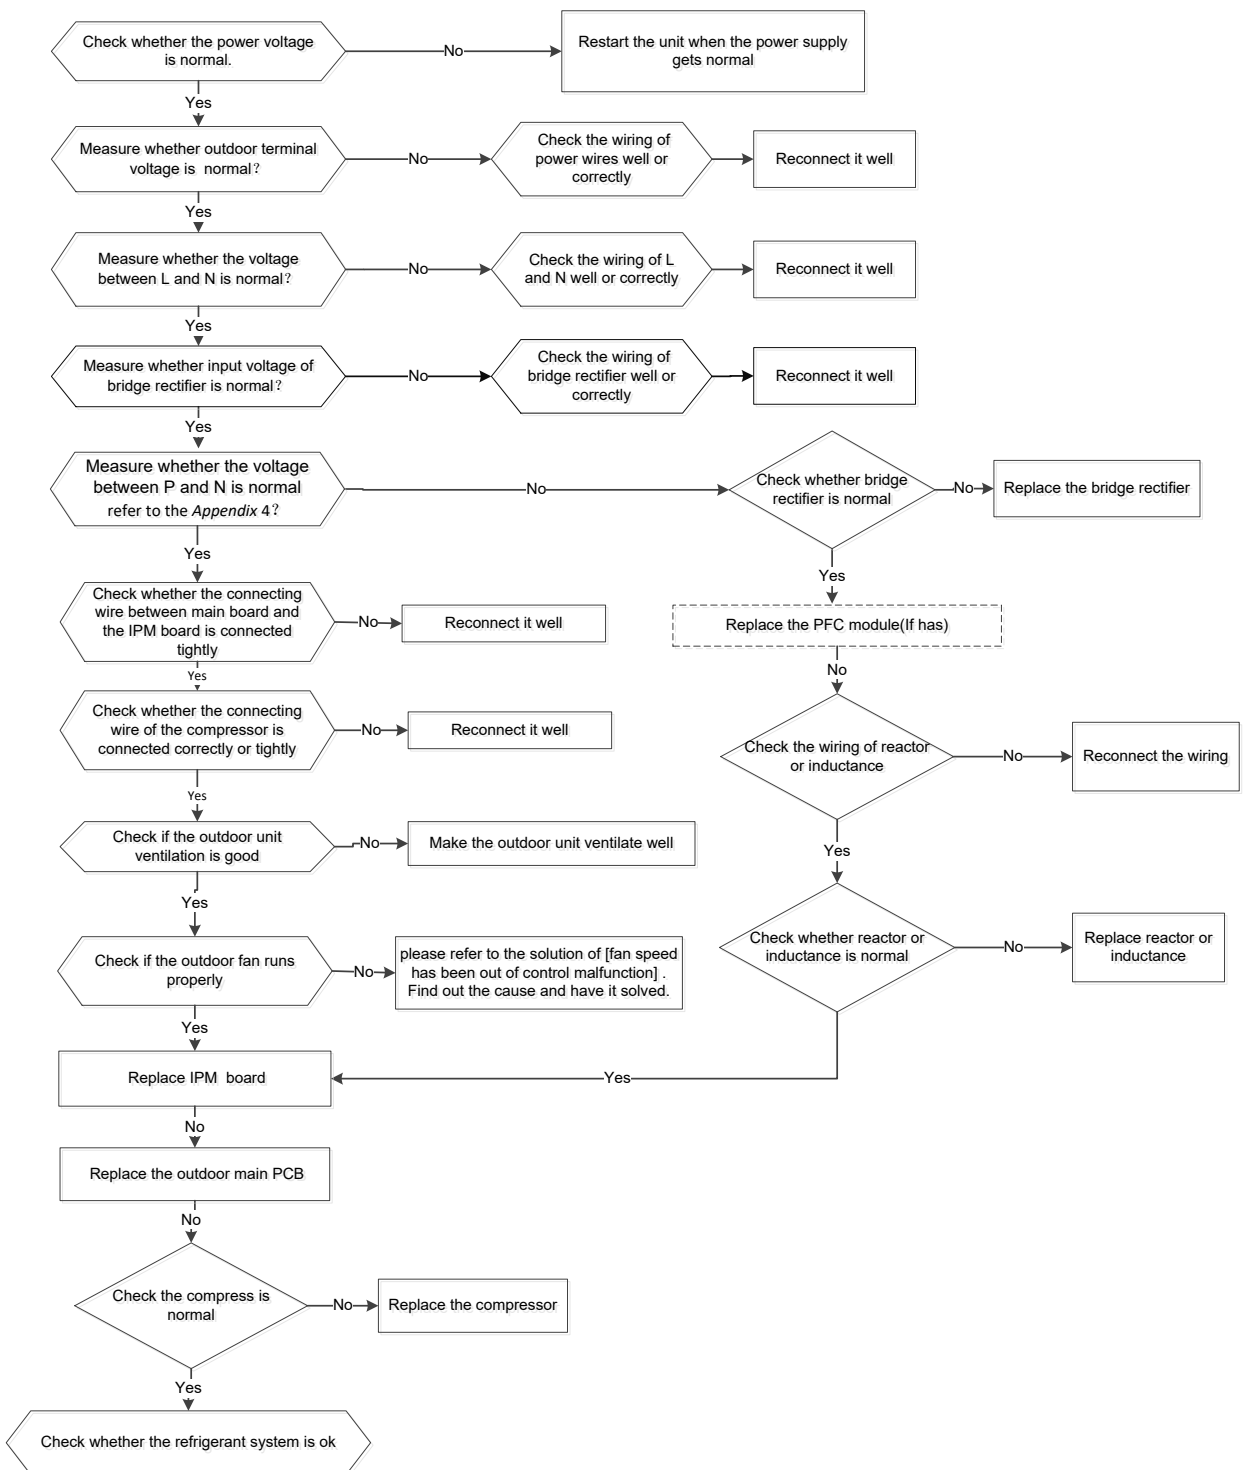 Check whether the power voltage
is normal.
No
Restart the unit when the power supply
gets normal
Yes
Measure whether outdoor terminal
voltage is normal?
No
Check the wiring of
power wires well or
correctly
Reconnect it well
Yes
Measure whether the voltage
between L and N is normal?
No
Check the wiring of L
and N well or correctly
Reconnect it well
Yes
Measure whether input voltage of
bridge rectifier is normal?
No
Check the wiring of
bridge rectifier well or
correctly
Reconnect it well
Yes
Measure whether the voltage
between P and N is normal
refer to the Appendix 4?
No
Check whether bridge
rectifier is normal
No
Replace the bridge rectifier
Yes
Check whether the connecting
wire between main board and
the IPM board is connected
tightly
No
Reconnect it well
Yes
Replace the PFC module(If has)
No
Yes
Check whether the connecting
wire of the compressor is
connected correctly or tightly
No
Reconnect it well
Check the wiring of reactor
or inductance
No
Reconnect the wiring
Yes
Check if the outdoor unit
ventilation is good
No
Make the outdoor unit ventilate well
Yes
Yes
Check if the outdoor fan runs
properly
No
please refer to the solution of [fan speed
has been out of control malfunction] .
Find out the cause and have it solved.
Check whether reactor or
inductance is normal
No
Replace reactor or
inductance
Yes
Replace IPM board
Yes
No
Replace the outdoor main PCB
No
Check the compress is
normal
No
Replace the compressor
Yes
Check whether the refrigerant system is ok